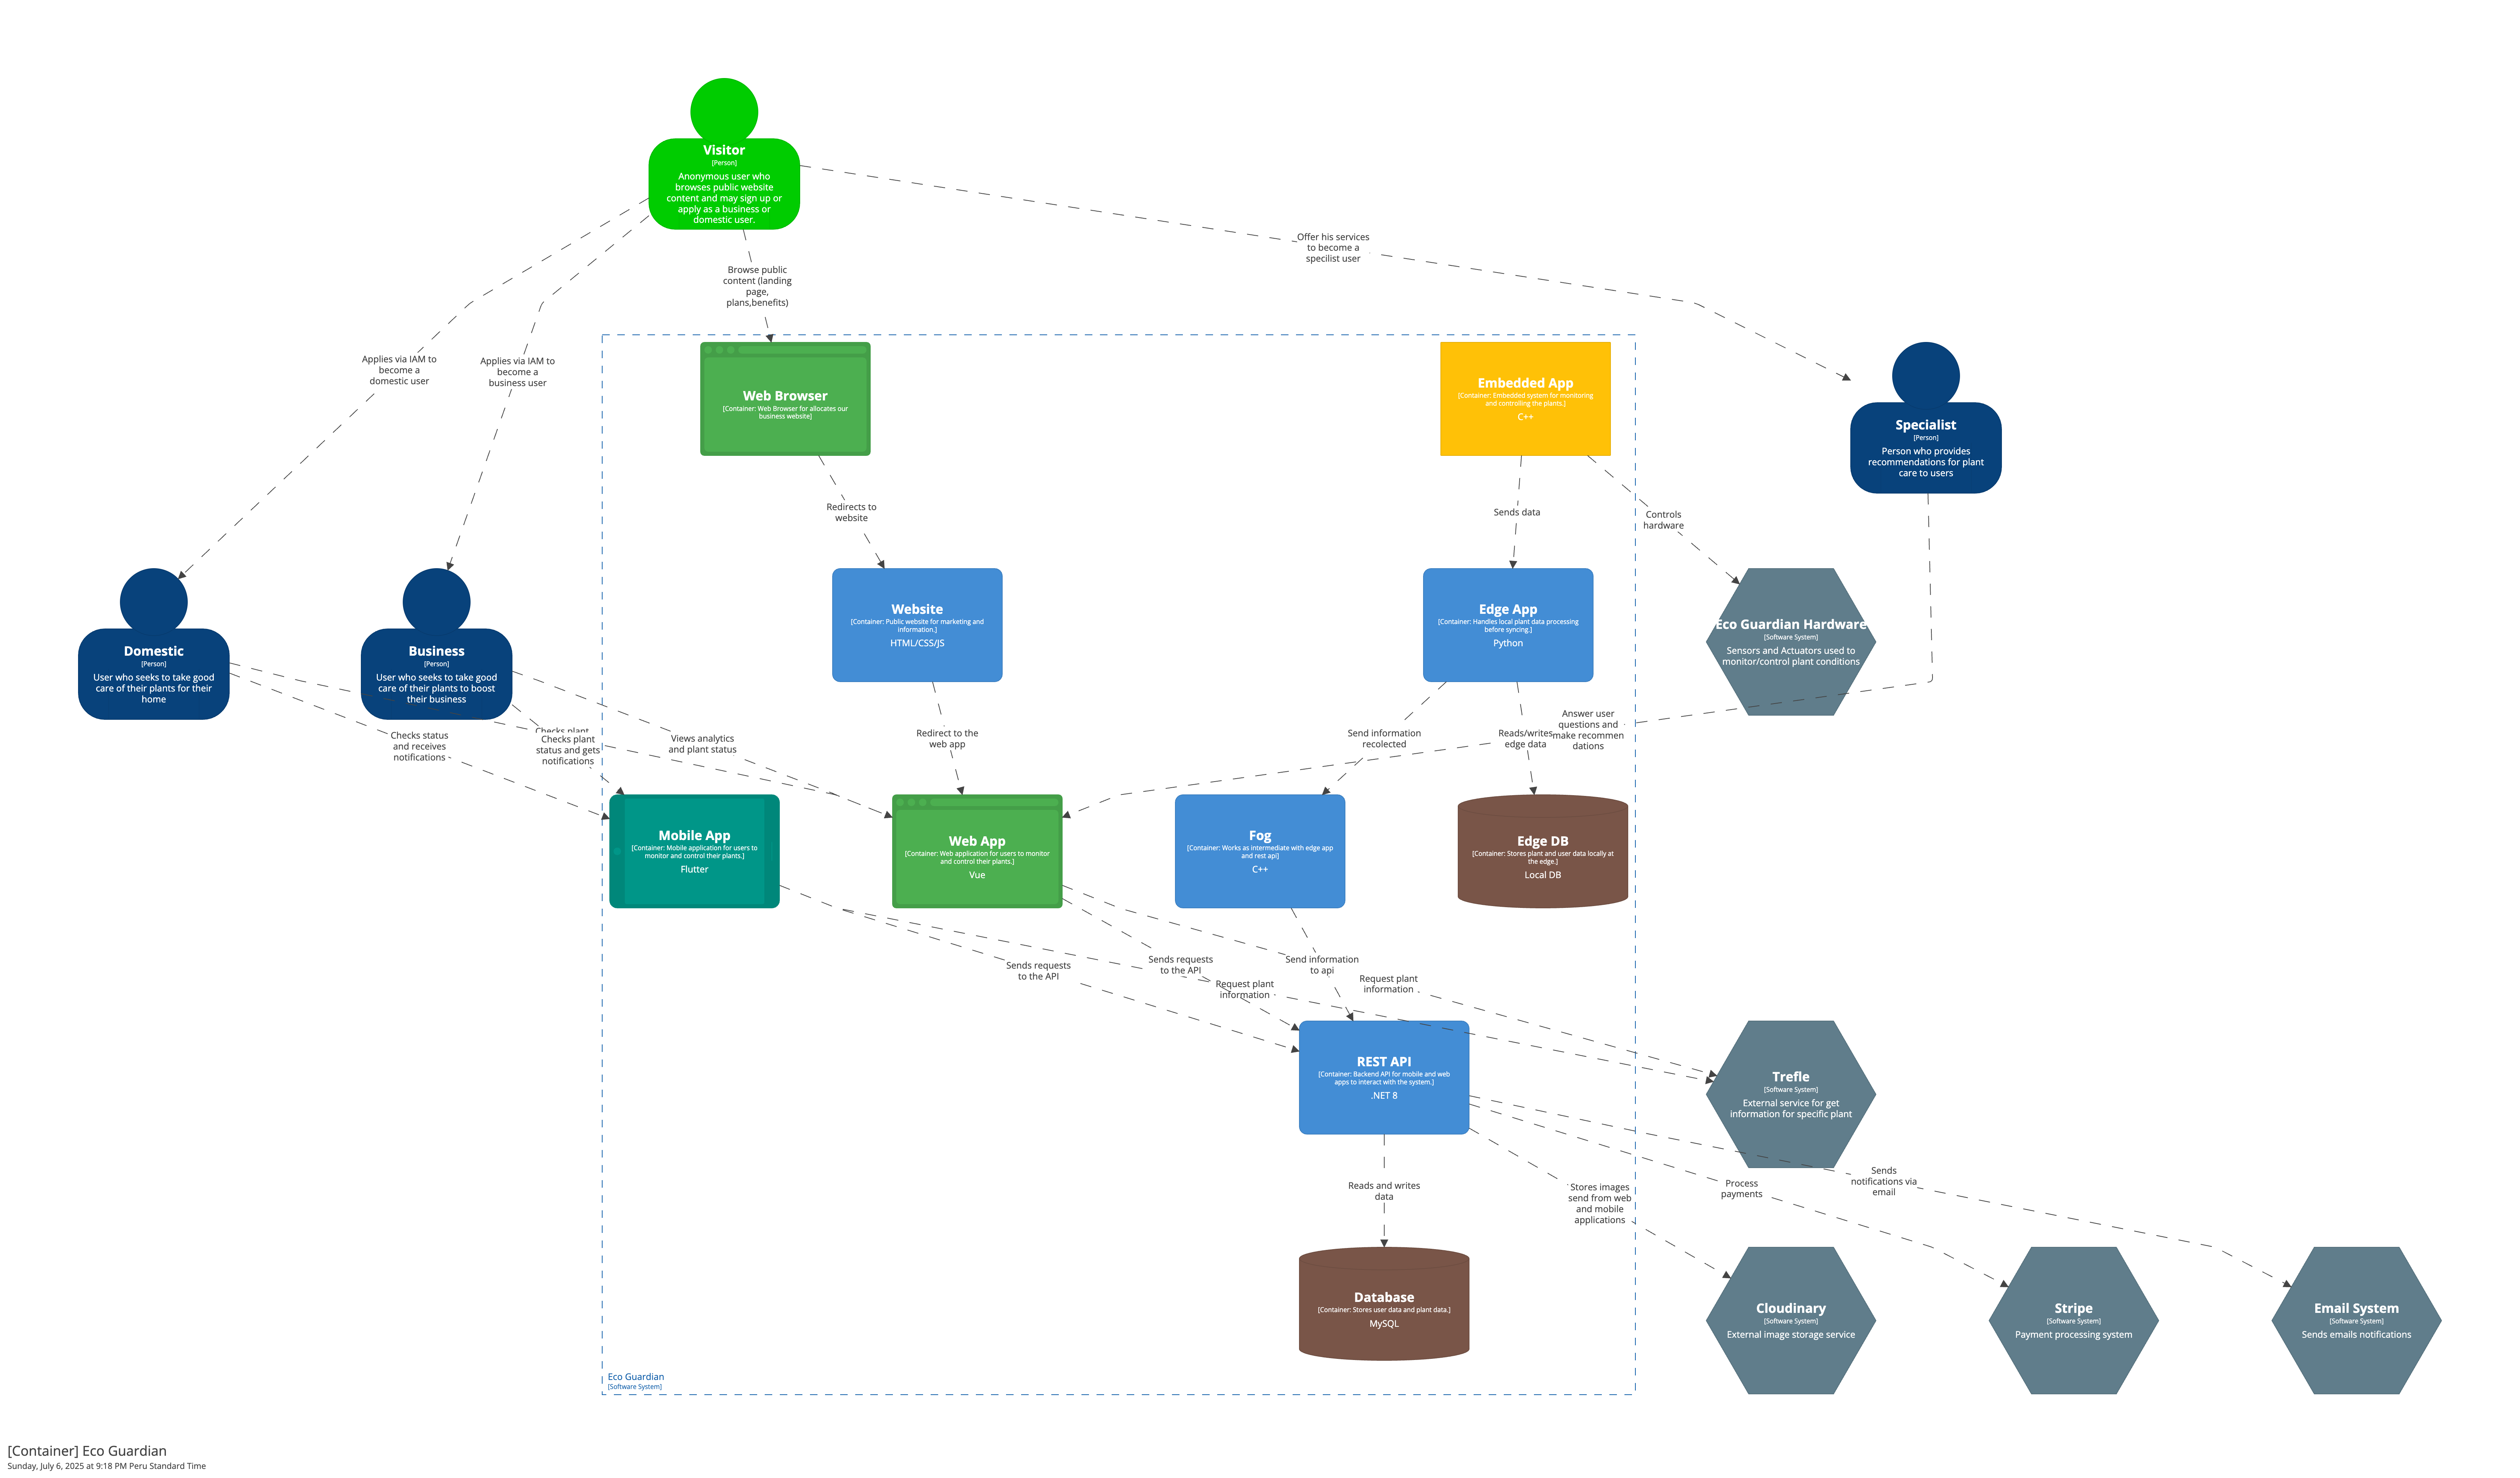 Visitor
[Person]
Anonymous user who
browses public website
content and may sign up or
apply as a business or
domestic user.
Offer his services
to become a
specilist user
Browse public
content (landing
page,
plans,benefits)
Applies via IAM to
become a
domestic user
Applies via IAM to
become a
business user
Web Browser
[Container: Web Browser for allocates our
business website]
Embedded App
[Container: Embedded system for monitoring
and controlling the plants.]
C++
Specialist
[Person]
Person who provides
recommendations for plant
care to users
Redirects to
website
Sends data
Controls
hardware
Domestic
[Person]
User who seeks to take good
care of their plants for their
home
Business
[Person]
User who seeks to take good
care of their plants to boost
their business
Website
[Container: Public website for marketing and
information.]
HTML/CSS/JS
Edge App
[Container: Handles local plant data processing
before syncing.]
Python
Eco Guardian Hardware
[Software System]
Sensors and Actuators used to
monitor/control plant conditions
Checks status
and receives
notifications
Checks plant
Checks plant
status and gets
notifications
Views analytics
and plant status
Redirect to the
web app
Send information
recolected
Reads/writes
edge data
Answer user
questions and
make recommen
dations
Mobile App
[Container: Mobile application for users to
monitor and control their plants.]
Flutter
Web App
[Container: Web application for users to monitor
and control their plants.]
Vue
Fog
[Container: Works as intermediate with edge app
and rest api]
C++
Edge DB
[Container: Stores plant and user data locally at
the edge.]
Local DB
Sends requests
to the API
Sends requests
to the API
Send information
to api
Request plant
information
Request plant
information
REST API
[Container: Backend API for mobile and web
apps to interact with the system.]
.NET 8
Trefle
[Software System]
External service for get
information for specific plant
Reads and writes
data
Stores images
send from web
and mobile
applications
Process
payments
Sends
notifications via
email
Database
[Container: Stores user data and plant data.]
MySQL
Cloudinary
[Software System]
External image storage service
Stripe
[Software System]
Payment processing system
Email System
[Software System]
Sends emails notifications
Eco Guardian
[Software System]
[Container] Eco Guardian
Sunday, July 6, 2025 at 9:18 PM Peru Standard Time